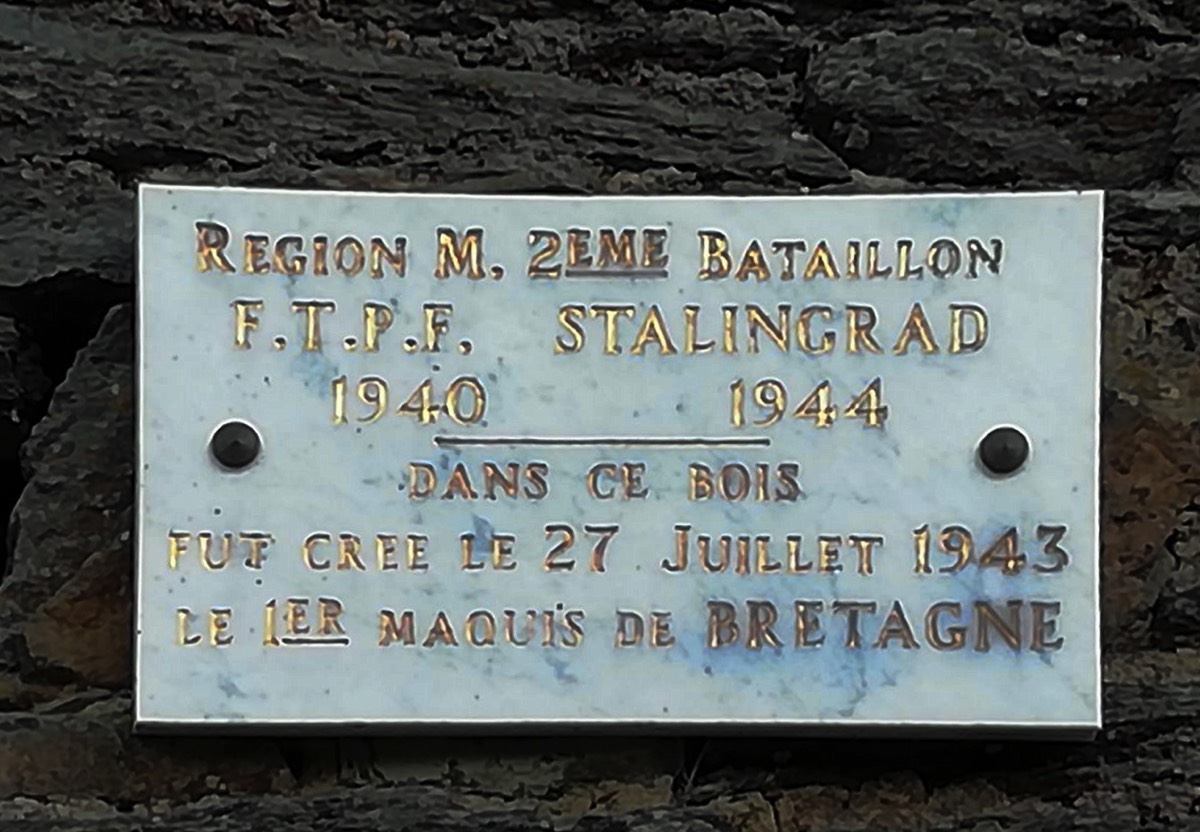 REGION M. 2EME BATAILLON
F.T.P.F. STALINGRAD
1940 1944
DANS CE BOIS
FUT CREE LE 27 JUILLET 1943
LE 1ER MAQUIS DE BRETAGNE